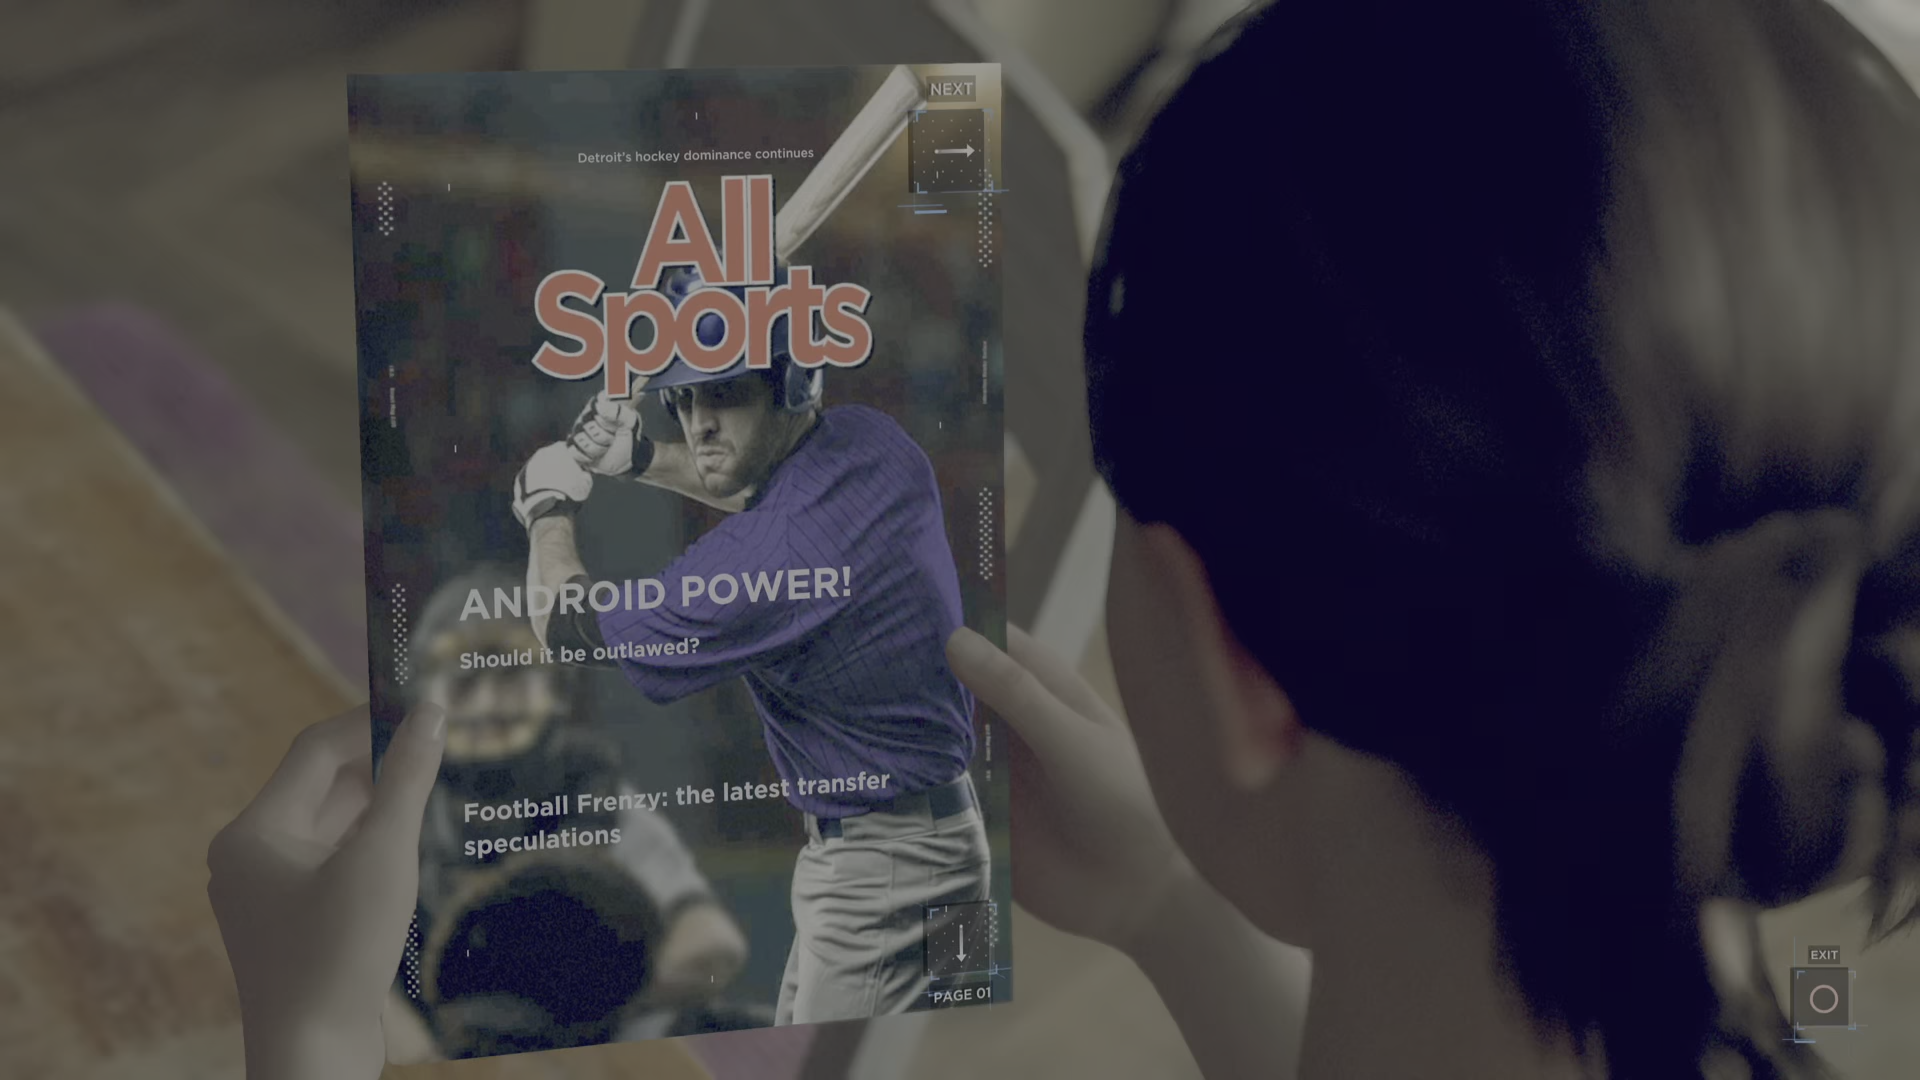 NEXT
Detroit's hockey dominance continues
All
Sports
ANDROID POWER!
Should it be outlawed?
Football Frenzy: the latest transfer
speculations
PAGE 01
EXIT